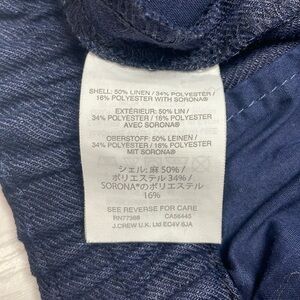 SHELL: 50% LINEN / 34% POLYESTER /
16% POLYESTER WITH SORONA®
EXTÉRIEUR: 50% LIN /
34% POLYESTER / 16% POLYESTER
AVEC SORONA®
OBERSTOFF: 50% LEINEN /
34% POLYESTER / 16% POLYESTER
MIT SORONA®
シェル: 麻 50% /
ポリエステル 34% /
SORONA®のポリエステル
16%
SEE REVERSE FOR CARE
RN77388 CA56445
J.CREW U.K. Ltd EC4V 6JA